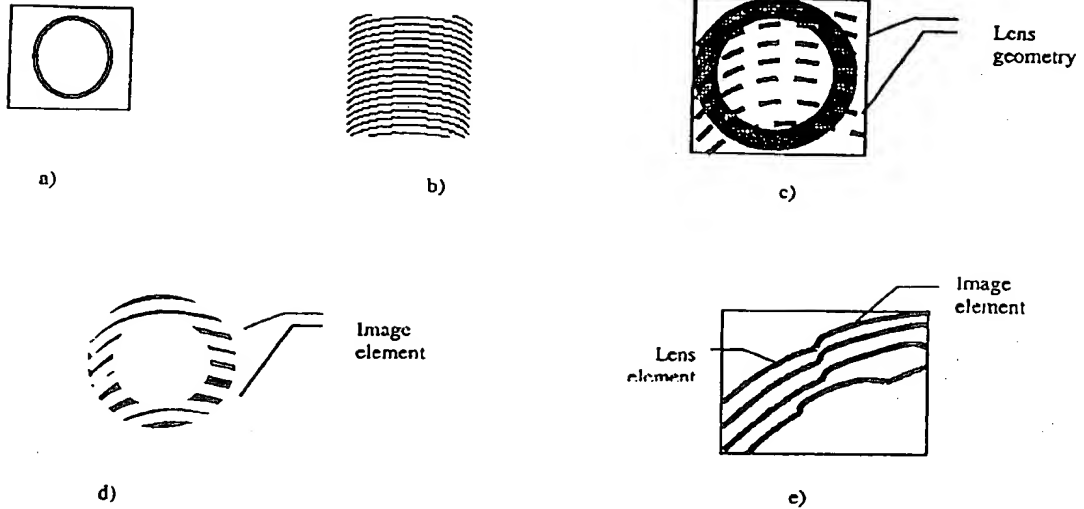 Lens
geometry
a)
b)
c)
Image
element
Image
element
Lens
element
d)
e)